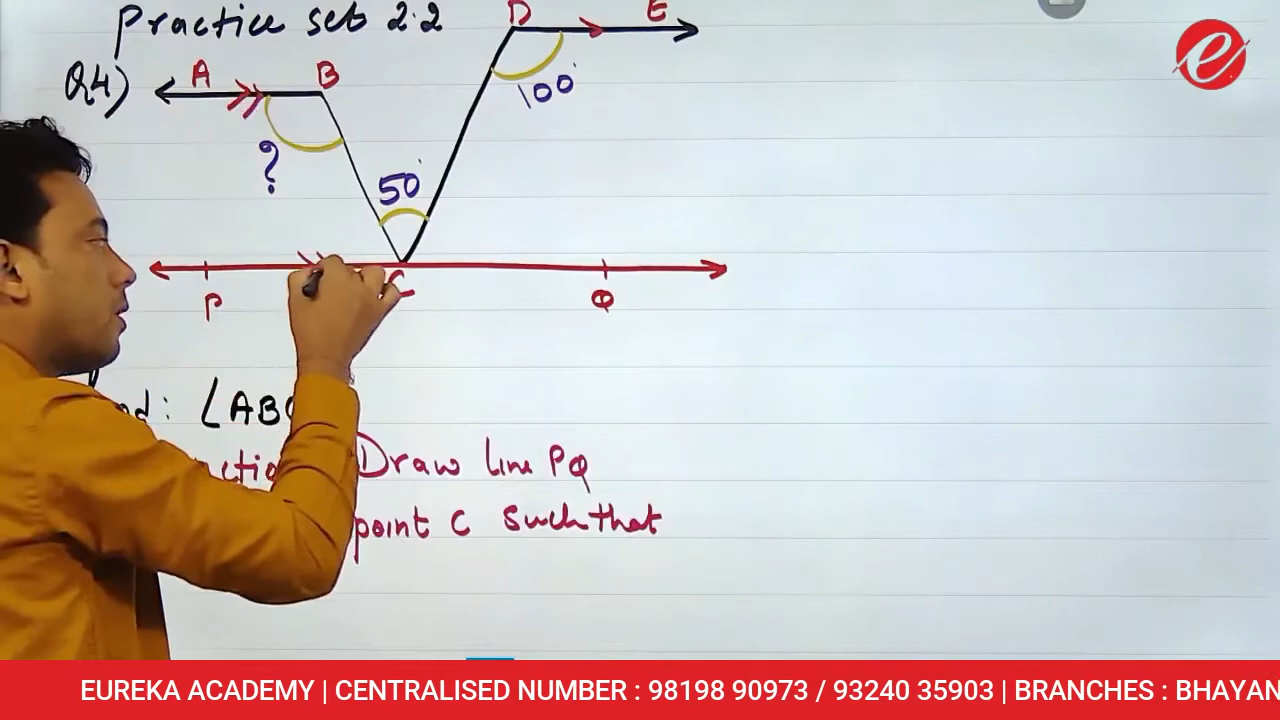 Practice set 2.2
D E
Q4) A B
100°
?
50°
P C Q
∠ABC
Draw line PQ
point C such that
e
EUREKA ACADEMY | CENTRALISED NUMBER : 98198 90973 / 93240 35903 | BRANCHES : BHAYAN